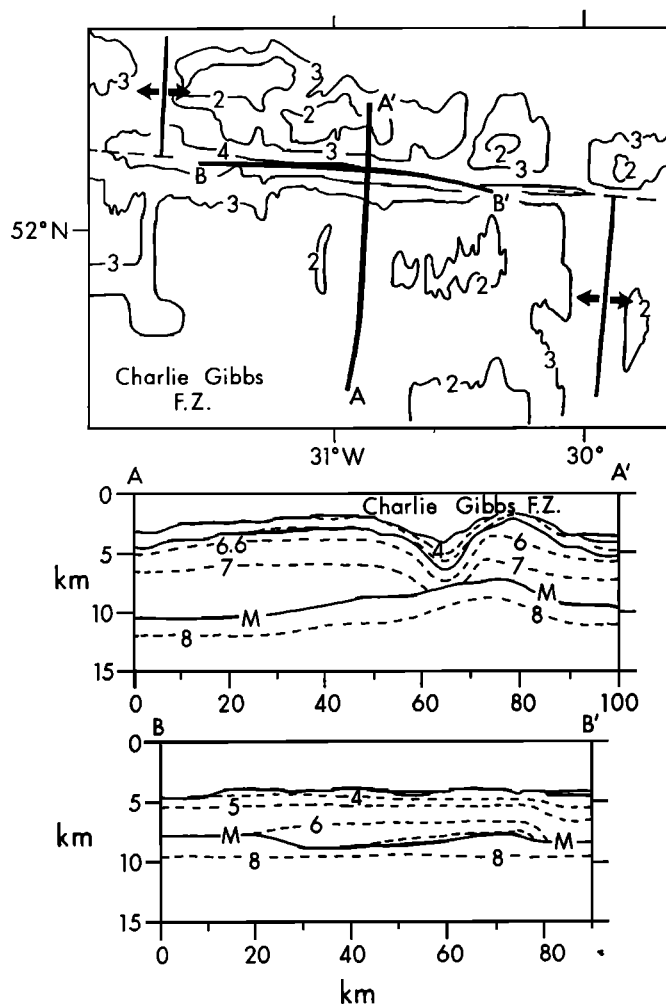 3 3 2 2 A' 3 2 3 2
4 3 3
B B'
52°N 3
3 2 2 2
Charlie Gibbs 2 3
F.Z. A
31°W 30°
A A'
0 Charlie Gibbs F.Z.
4
5 6.6 6
km 7
10 M M
8 8
15
0 20 40 60 80 100
B B'
0
4
5 5
6
km M M
10 8 8
15
0 20 40 60 80
km